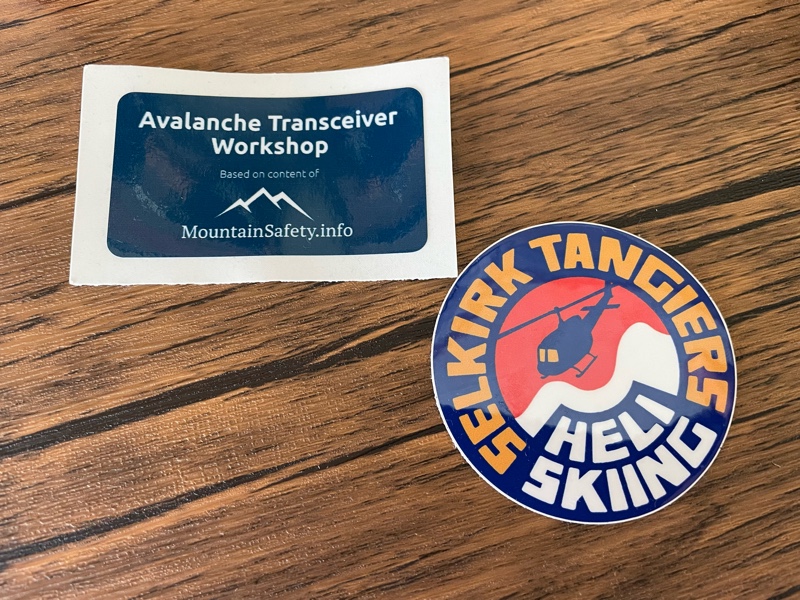 Avalanche Transceiver
Workshop
Based on content of
MountainSafety.info
SELKIRK TANGIERS
HELI
SKIING